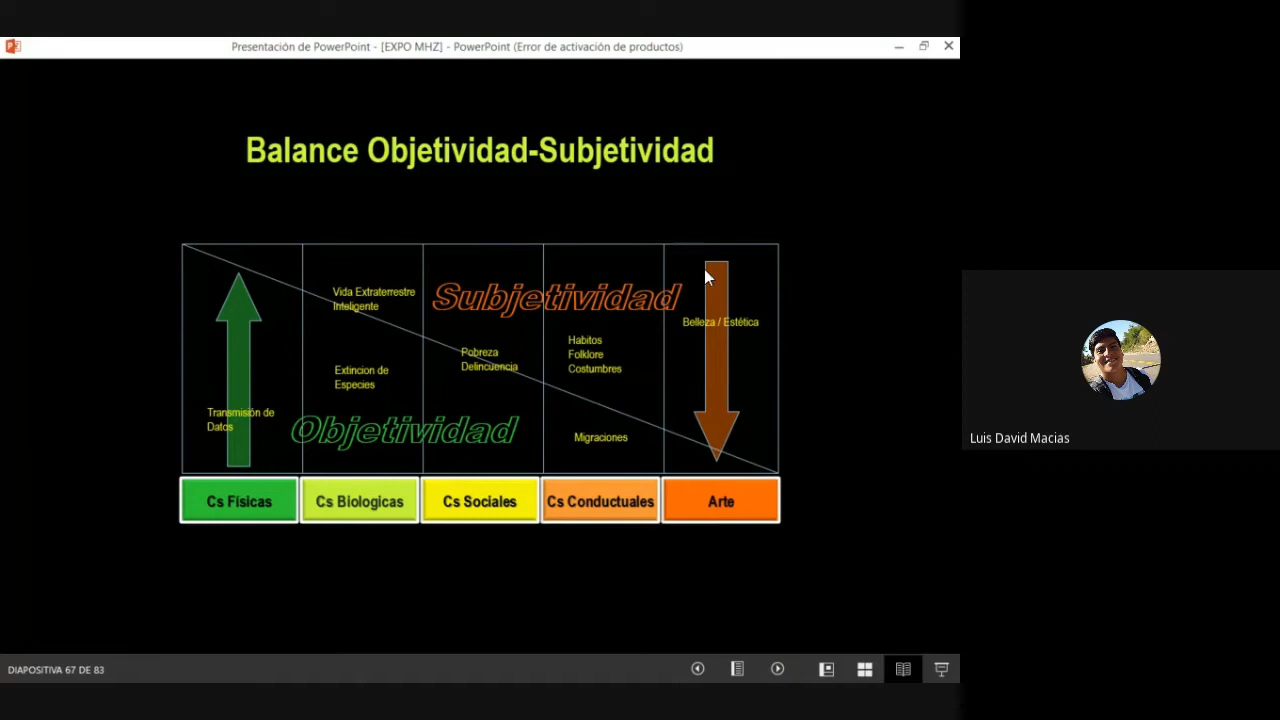 Presentación de PowerPoint - [EXPO MHZ] - PowerPoint (Error de activación de productos)
Balance Objetividad-Subjetividad
Vida Extraterrestre
Inteligente
Subjetividad
Belleza / Estética
Habitos
Folklore
Costumbres
Pobreza
Delincuencia
Extincion de
Especies
Transmisión de
Datos
Objetividad
Migraciones
Cs Físicas
Cs Biologicas
Cs Sociales
Cs Conductuales
Arte
Luis David Macias
DIAPOSITIVA 67 DE 83